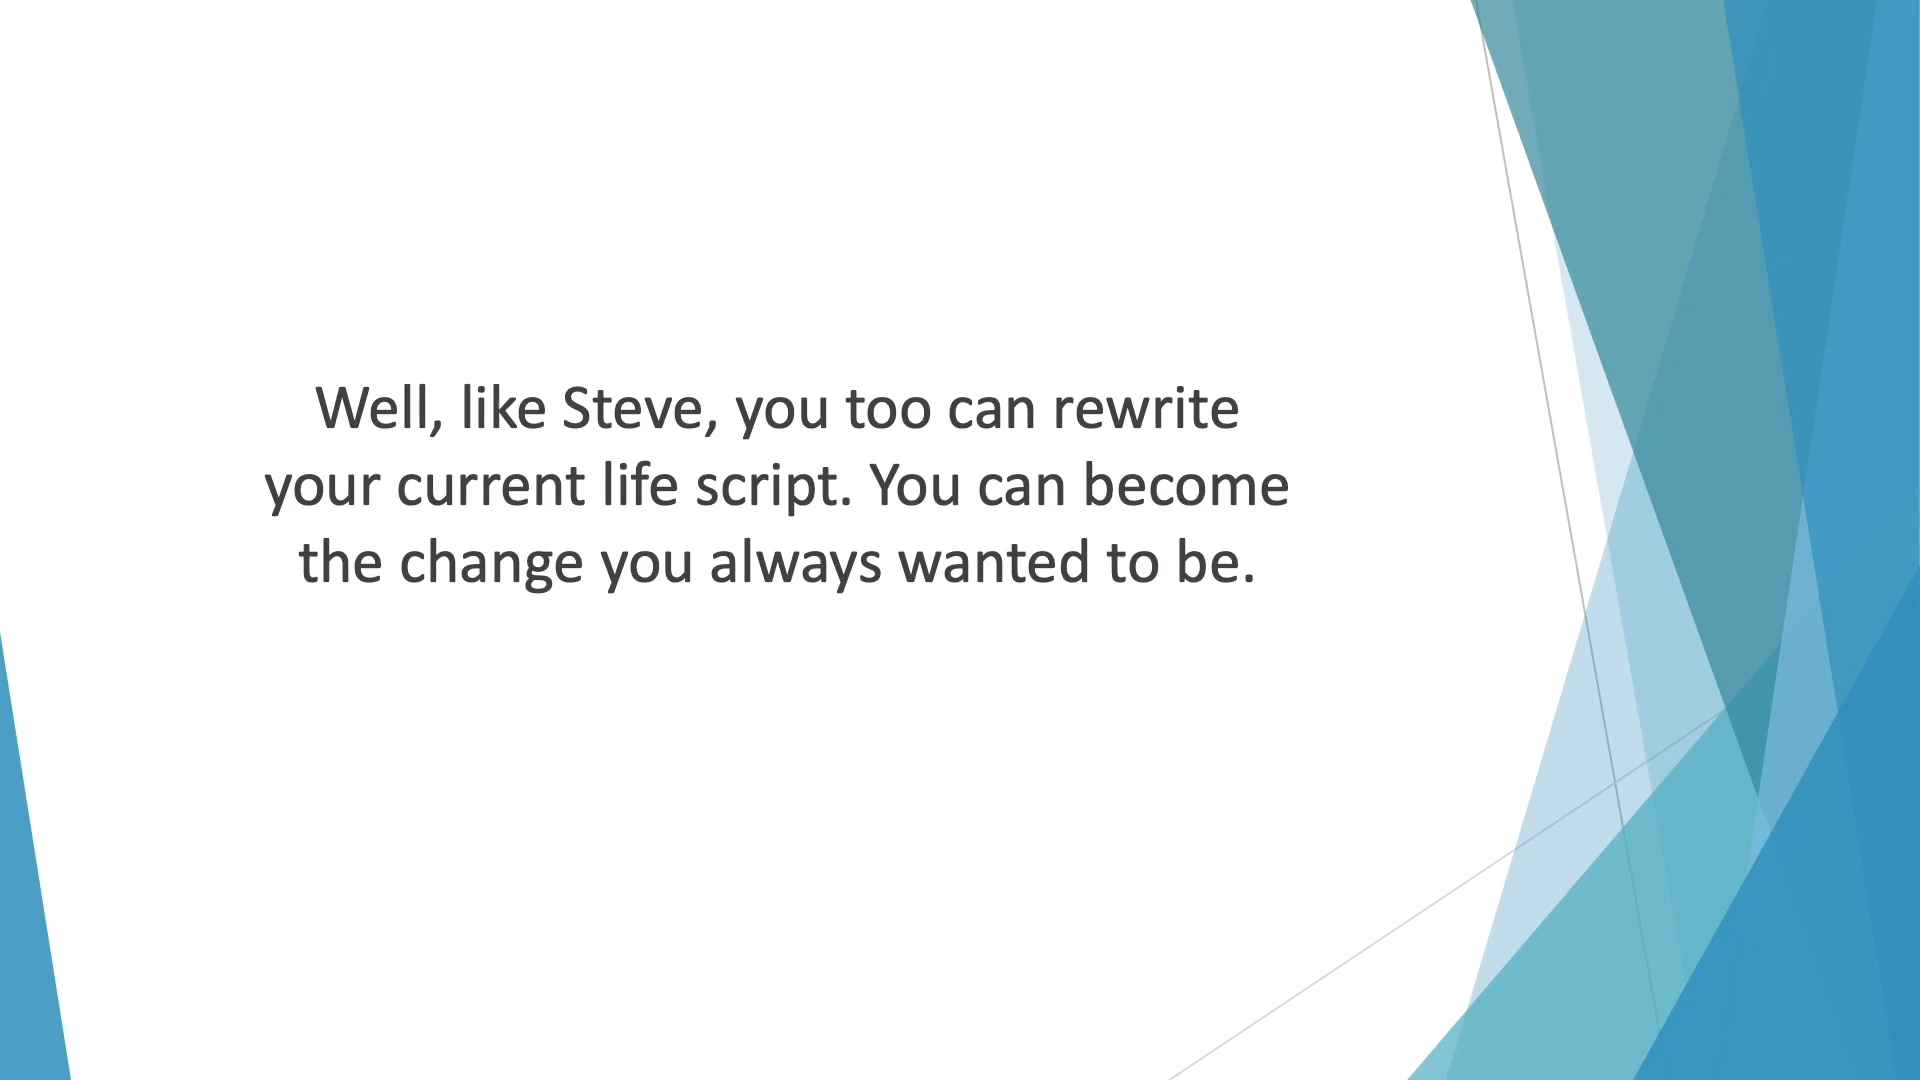 Well, like Steve, you too can rewrite
your current life script. You can become
the change you always wanted to be.